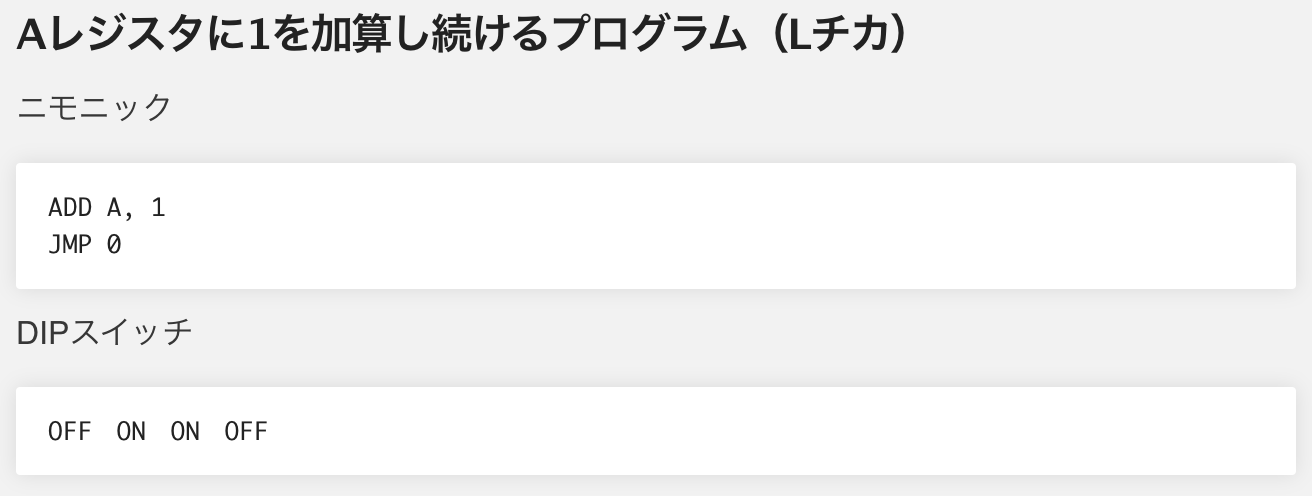 Aレジスタに1を加算し続けるプログラム（Lチカ）
ニモニック
ADD A, 1
JMP 0
DIPスイッチ
OFF ON ON OFF